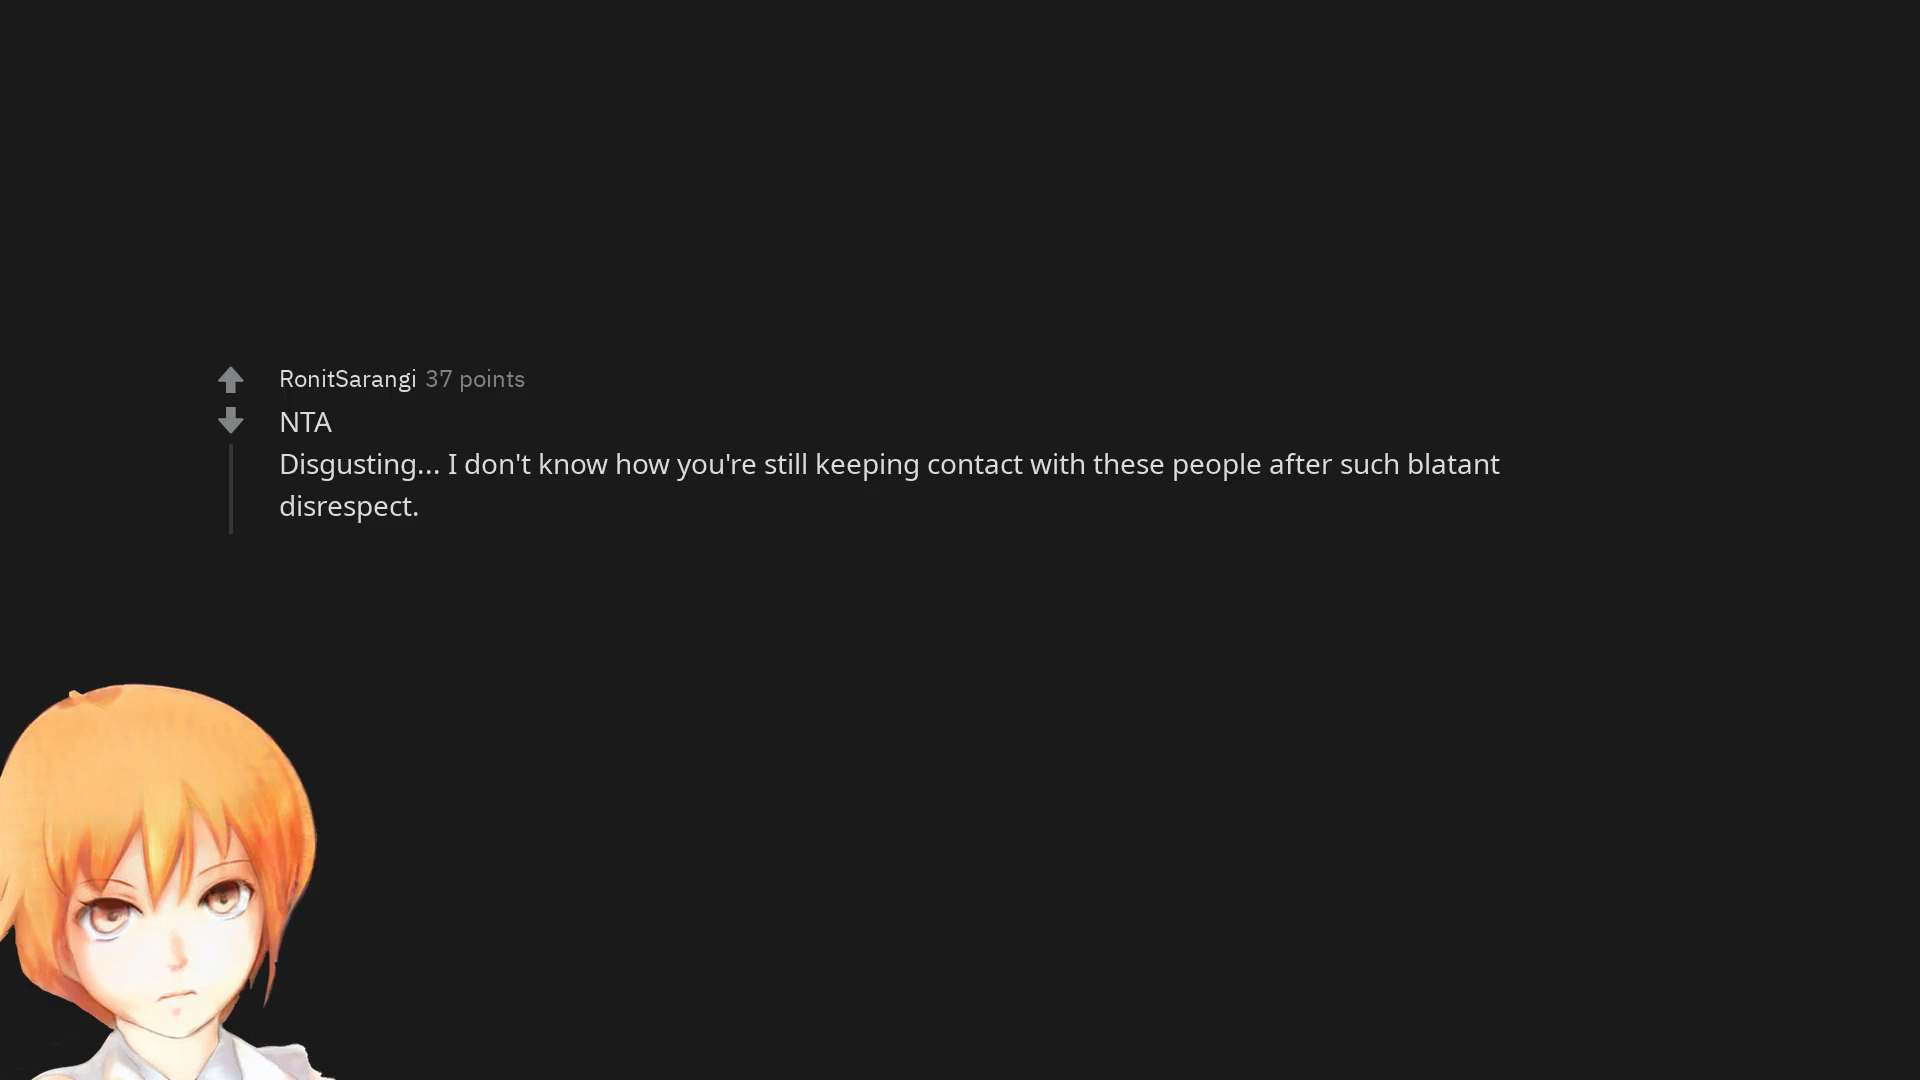 RonitSarangi 37 points
NTA
Disgusting... I don't know how you're still keeping contact with these people after such blatant
disrespect.